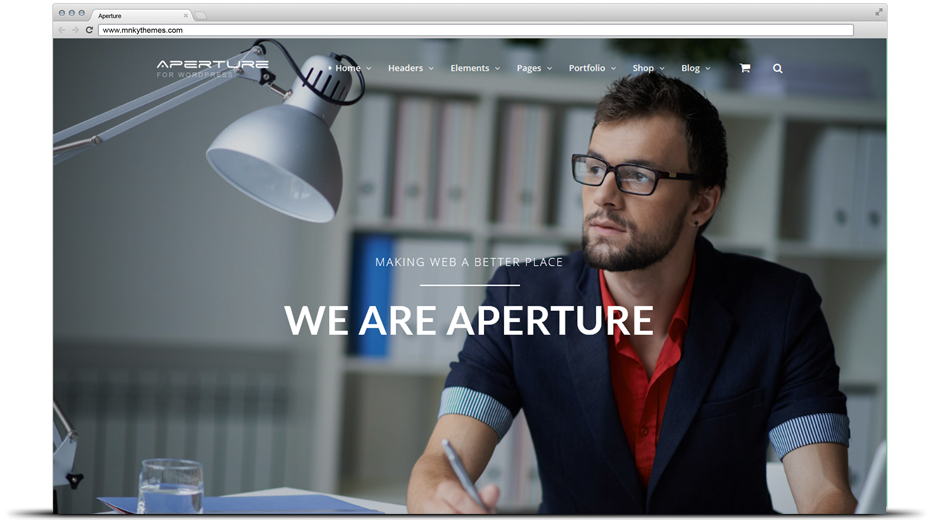 Aperture
www.mnkythemes.com
APERTURE
FOR WORDPRESS
Home Headers Elements Pages Portfolio Shop Blog
MAKING WEB A BETTER PLACE
WE ARE APERTURE